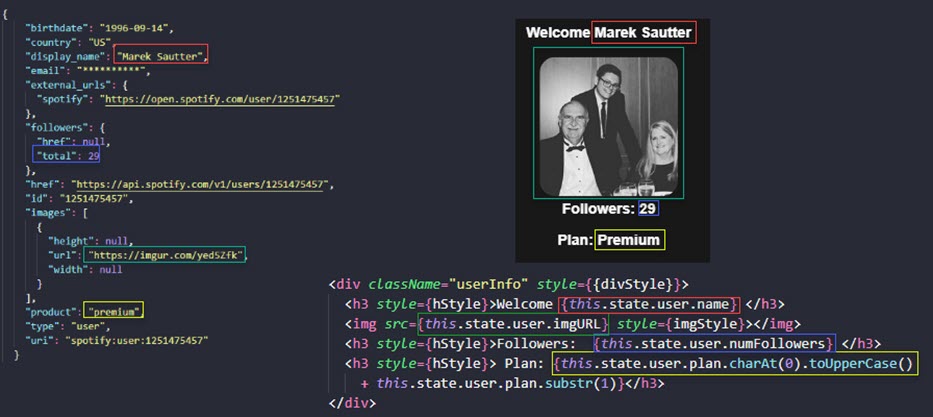 {
"birthdate": "1996-09-14",
"country": "US",
"display_name": "Marek Sautter",
"email": "**********",
"external_urls": {
"spotify": "https://open.spotify.com/user/1251475457"
},
"followers": {
"href": null,
"total": 29
},
"href": "https://api.spotify.com/v1/users/1251475457",
"id": "1251475457",
"images": [
{
"height": null,
"url": "https://imgur.com/yed5Zfk",
"width": null
}
],
"product": "premium",
"type": "user",
"uri": "spotify:user:1251475457"
}
Welcome Marek Sautter
Followers: 29
Plan: Premium
<div className="userInfo" style={{divStyle}}>
<h3 style={hStyle}>Welcome {this.state.user.name} </h3>
<img src={this.state.user.imgURL} style={imgStyle}></img>
<h3 style={hStyle}>Followers: {this.state.user.numFollowers} </h3>
<h3 style={hStyle}> Plan: {this.state.user.plan.charAt(0).toUpperCase()
+ this.state.user.plan.substr(1)}</h3>
</div>